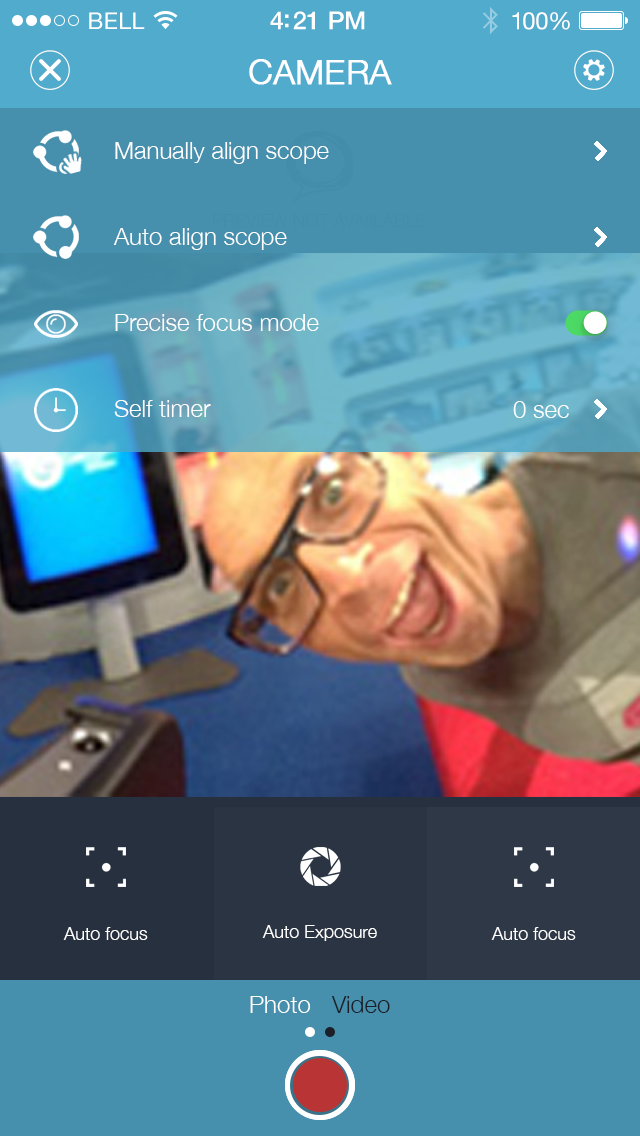 BELL 4:21 PM 100%
CAMERA
Manually align scope
Auto align scope
Precise focus mode
Self timer 0 sec
Auto focus Auto Exposure Auto focus
Photo Video